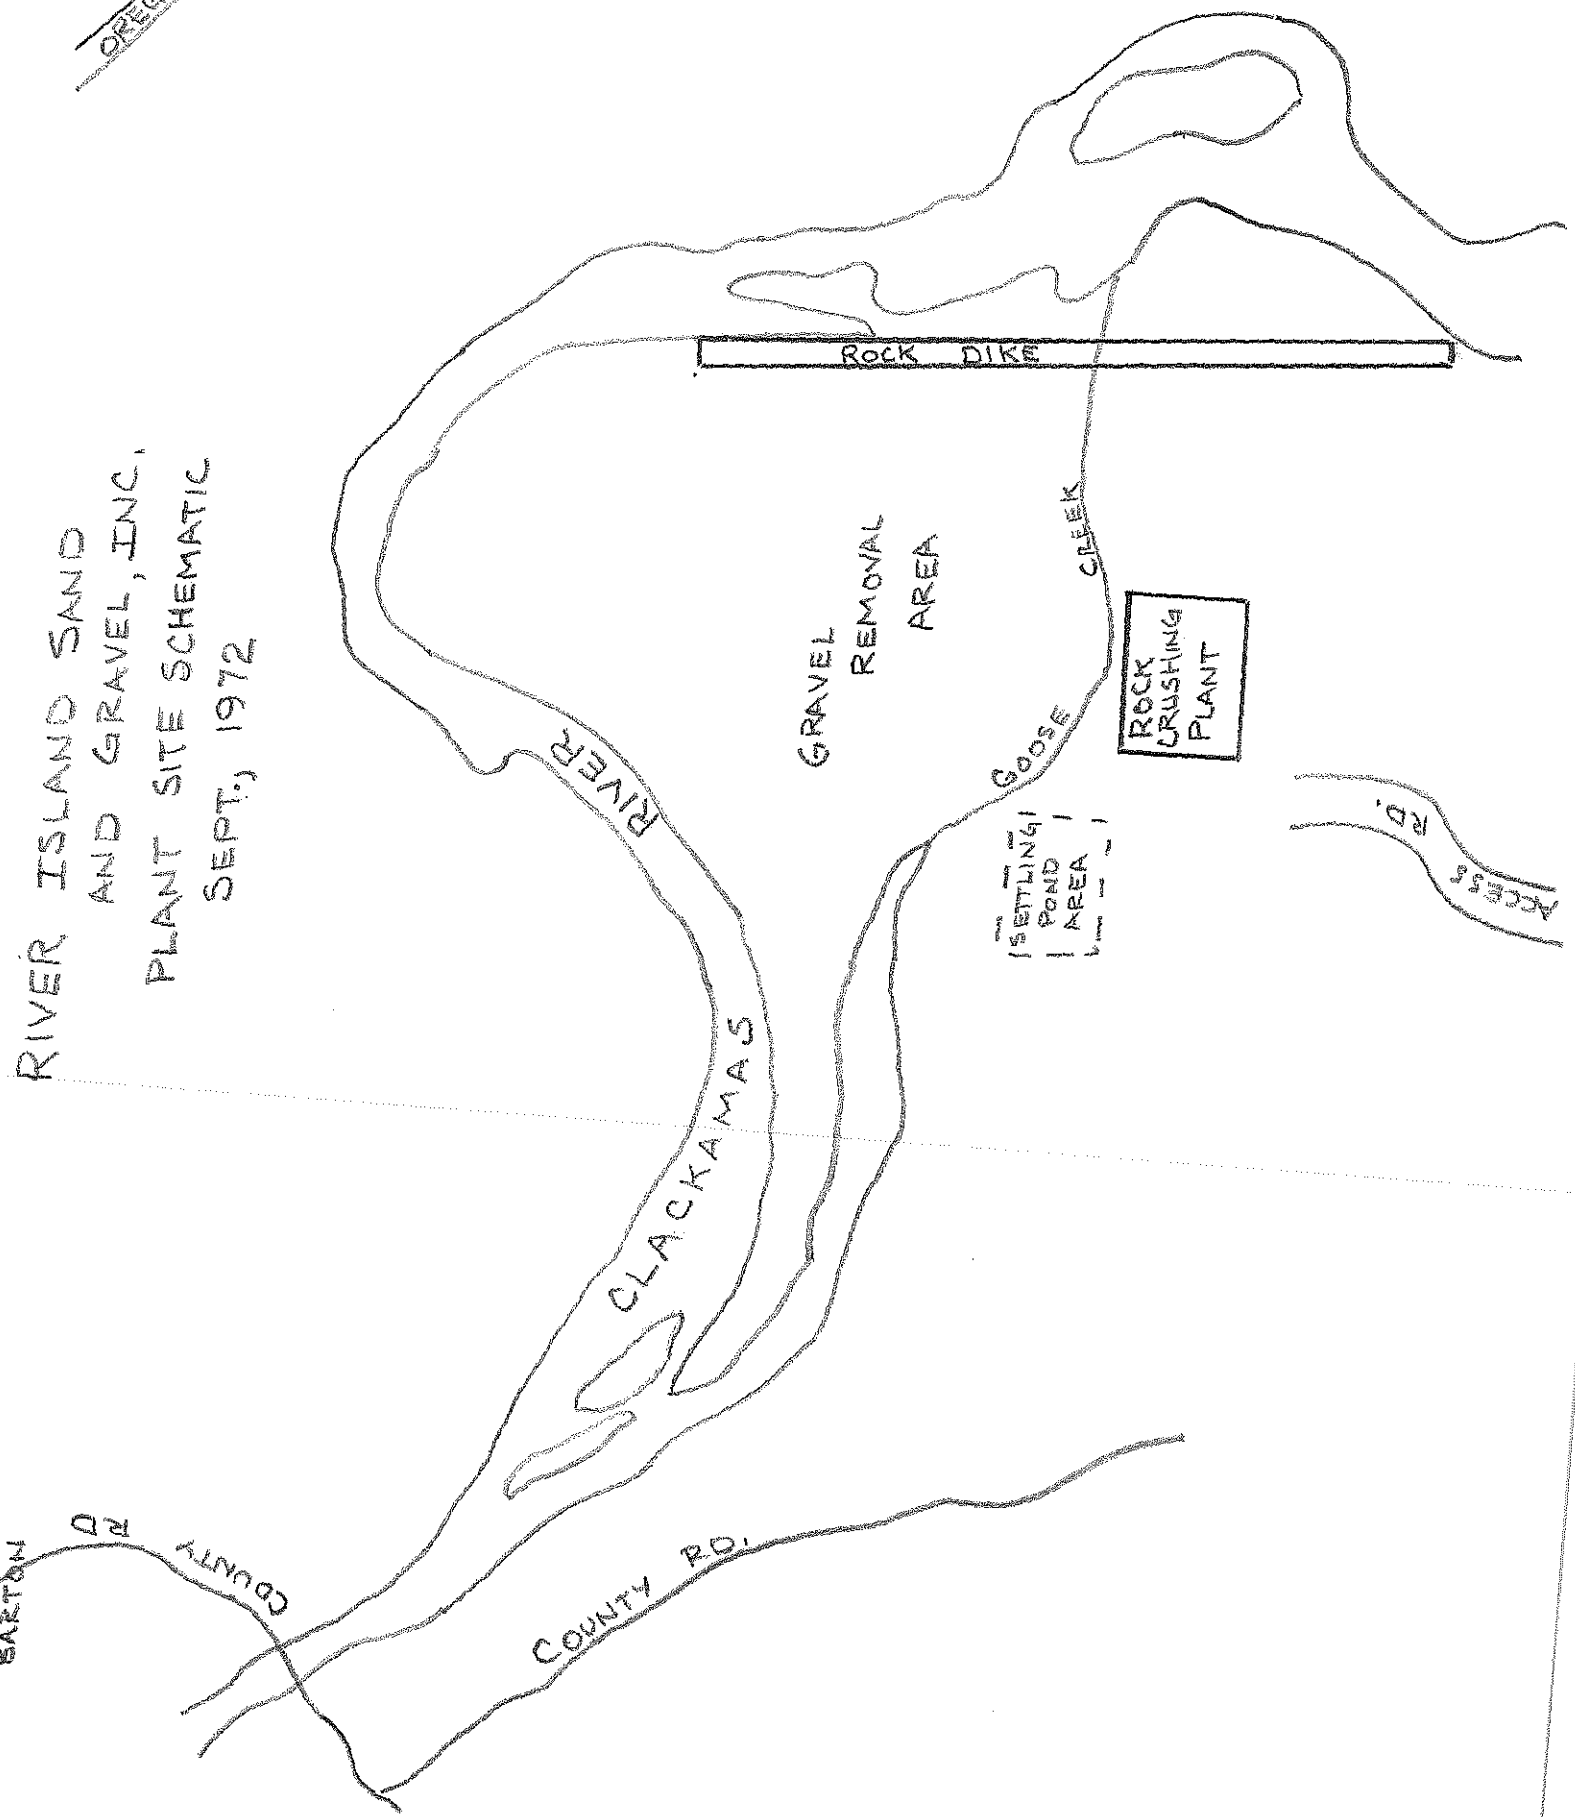 RIVER ISLAND SAND
AND GRAVEL, INC.
PLANT SITE SCHEMATIC
SEPT., 1972
BARTON
COUNTY RD
COUNTY RD.
CLACKAMAS RIVER
ROCK DIKE
GRAVEL
REMOVAL
AREA
GOOSE CREEK
SETTLING
POND
AREA
ROCK
CRUSHING
PLANT
ACCESS RD.